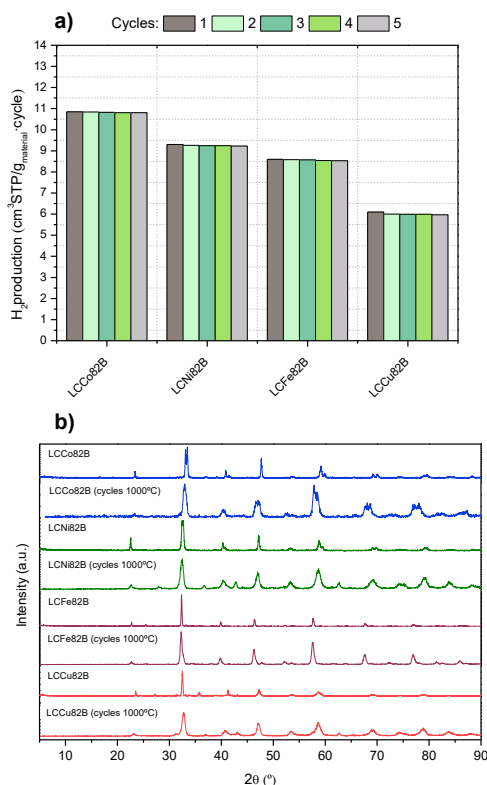 a)
Cycles: 1 2 3 4 5
H₂production (cm³STP/g_material·cycle)
14
13
12
11
10
9
8
7
6
5
4
3
2
1
0
LCCo82B
LCNi82B
LCFe82B
LCCu82B
b)
Intensity (a.u.)
LCCo82B
LCCo82B (cycles 1000ºC)
LCNi82B
LCNi82B (cycles 1000ºC)
LCFe82B
LCFe82B (cycles 1000ºC)
LCCu82B
LCCu82B (cycles 1000ºC)
10 20 30 40 50 60 70 80 90
2θ (º)